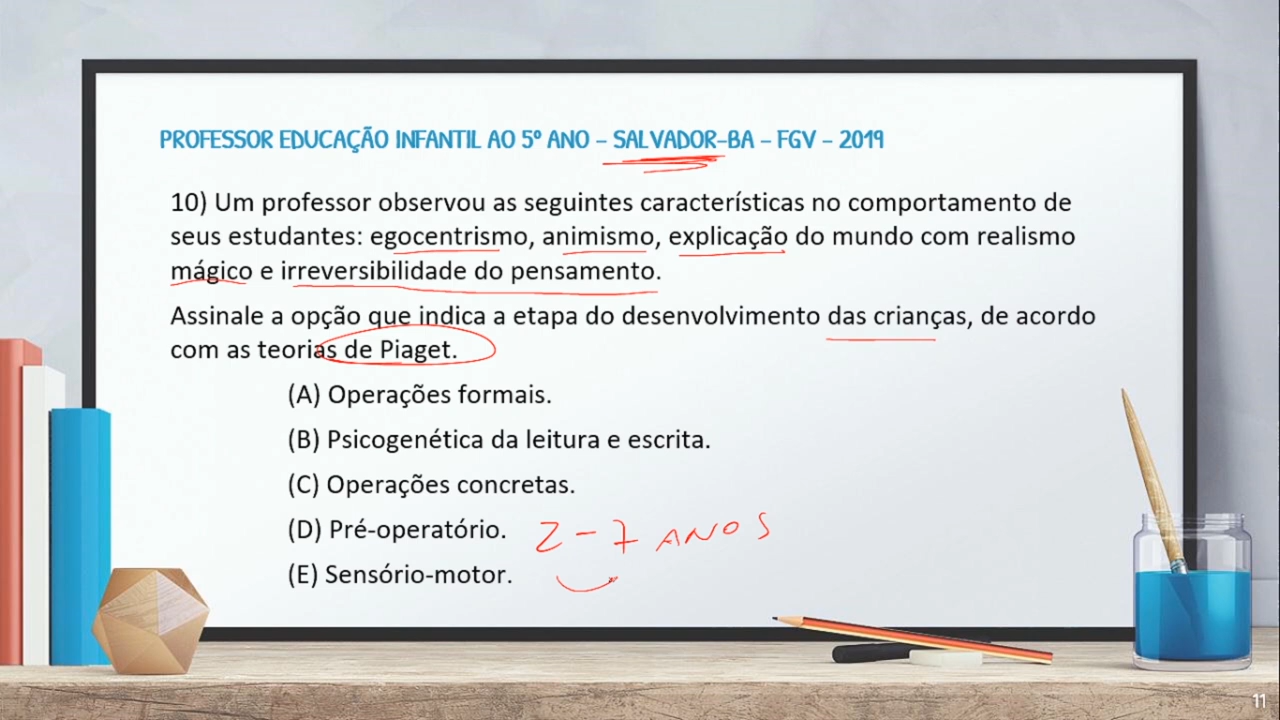 PROFESSOR EDUCAÇÃO INFANTIL AO 5º ANO – SALVADOR-BA – FGV – 2019
10) Um professor observou as seguintes características no comportamento de
seus estudantes: egocentrismo, animismo, explicação do mundo com realismo
mágico e irreversibilidade do pensamento.
Assinale a opção que indica a etapa do desenvolvimento das crianças, de acordo
com as teorias de Piaget.
(A) Operações formais.
(B) Psicogenética da leitura e escrita.
(C) Operações concretas.
(D) Pré-operatório. 2 - 7 ANOS
(E) Sensório-motor.
11